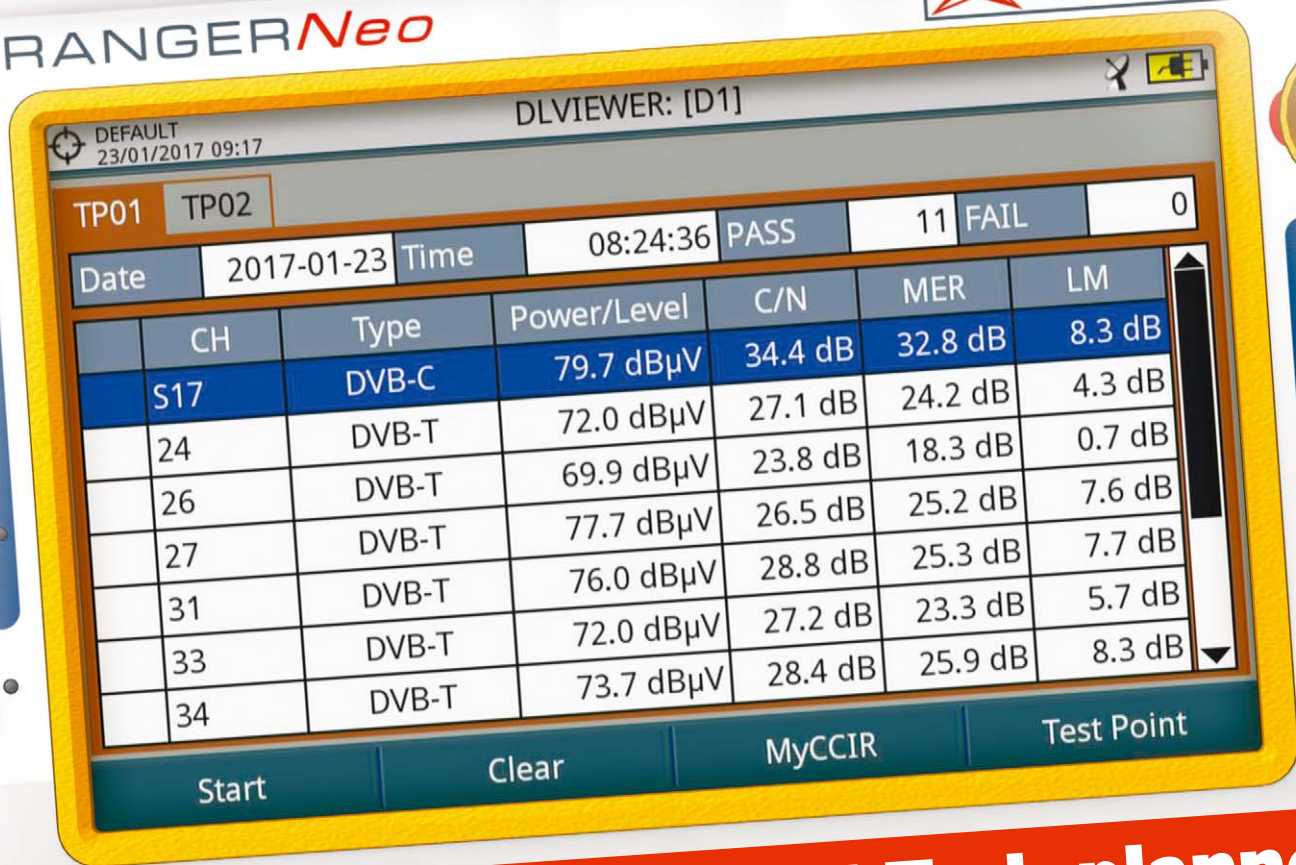 RANGERNeo
DEFAULT
23/01/2017 09:17
DLVIEWER: [D1]
TP01 TP02
Date 2017-01-23 Time 08:24:36 PASS 11 FAIL 0
CH Type Power/Level C/N MER LM
S17 DVB-C 79.7 dBµV 34.4 dB 32.8 dB 8.3 dB
24 DVB-T 72.0 dBµV 27.1 dB 24.2 dB 4.3 dB
26 DVB-T 69.9 dBµV 23.8 dB 18.3 dB 0.7 dB
27 DVB-T 77.7 dBµV 26.5 dB 25.2 dB 7.6 dB
31 DVB-T 76.0 dBµV 28.8 dB 25.3 dB 7.7 dB
33 DVB-T 72.0 dBµV 27.2 dB 23.3 dB 5.7 dB
34 DVB-T 73.7 dBµV 28.4 dB 25.9 dB 8.3 dB
Start Clear MyCCIR Test Point